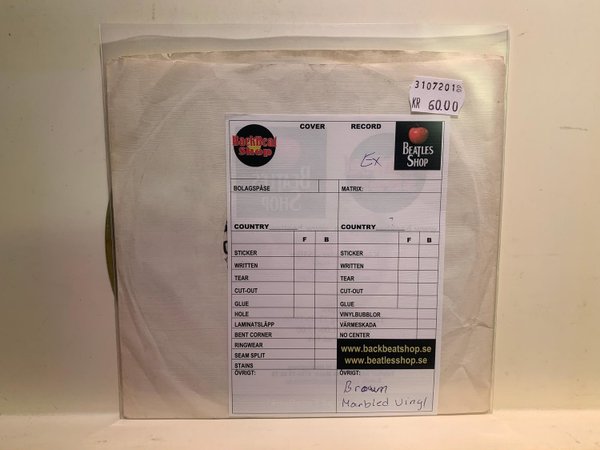 31072018
KR 60.00
COVER RECORD
BackBeat
Shop
Ex
BEATLES
SHOP
BOLAGSPÅSE MATRIX:
COUNTRY COUNTRY
F B F B
STICKER STICKER
WRITTEN WRITTEN
TEAR TEAR
CUT-OUT CUT-OUT
GLUE GLUE
HOLE VINYLBUBBLOR
LAMINATSLÄPP VÄRMESKADA
BENT CORNER NO CENTER
RINGWEAR
SEAM SPLIT
STAINS
www.backbeatshop.se
www.beatlesshop.se
ÖVRIGT: ÖVRIGT:
Brown
Marbled Vinyl